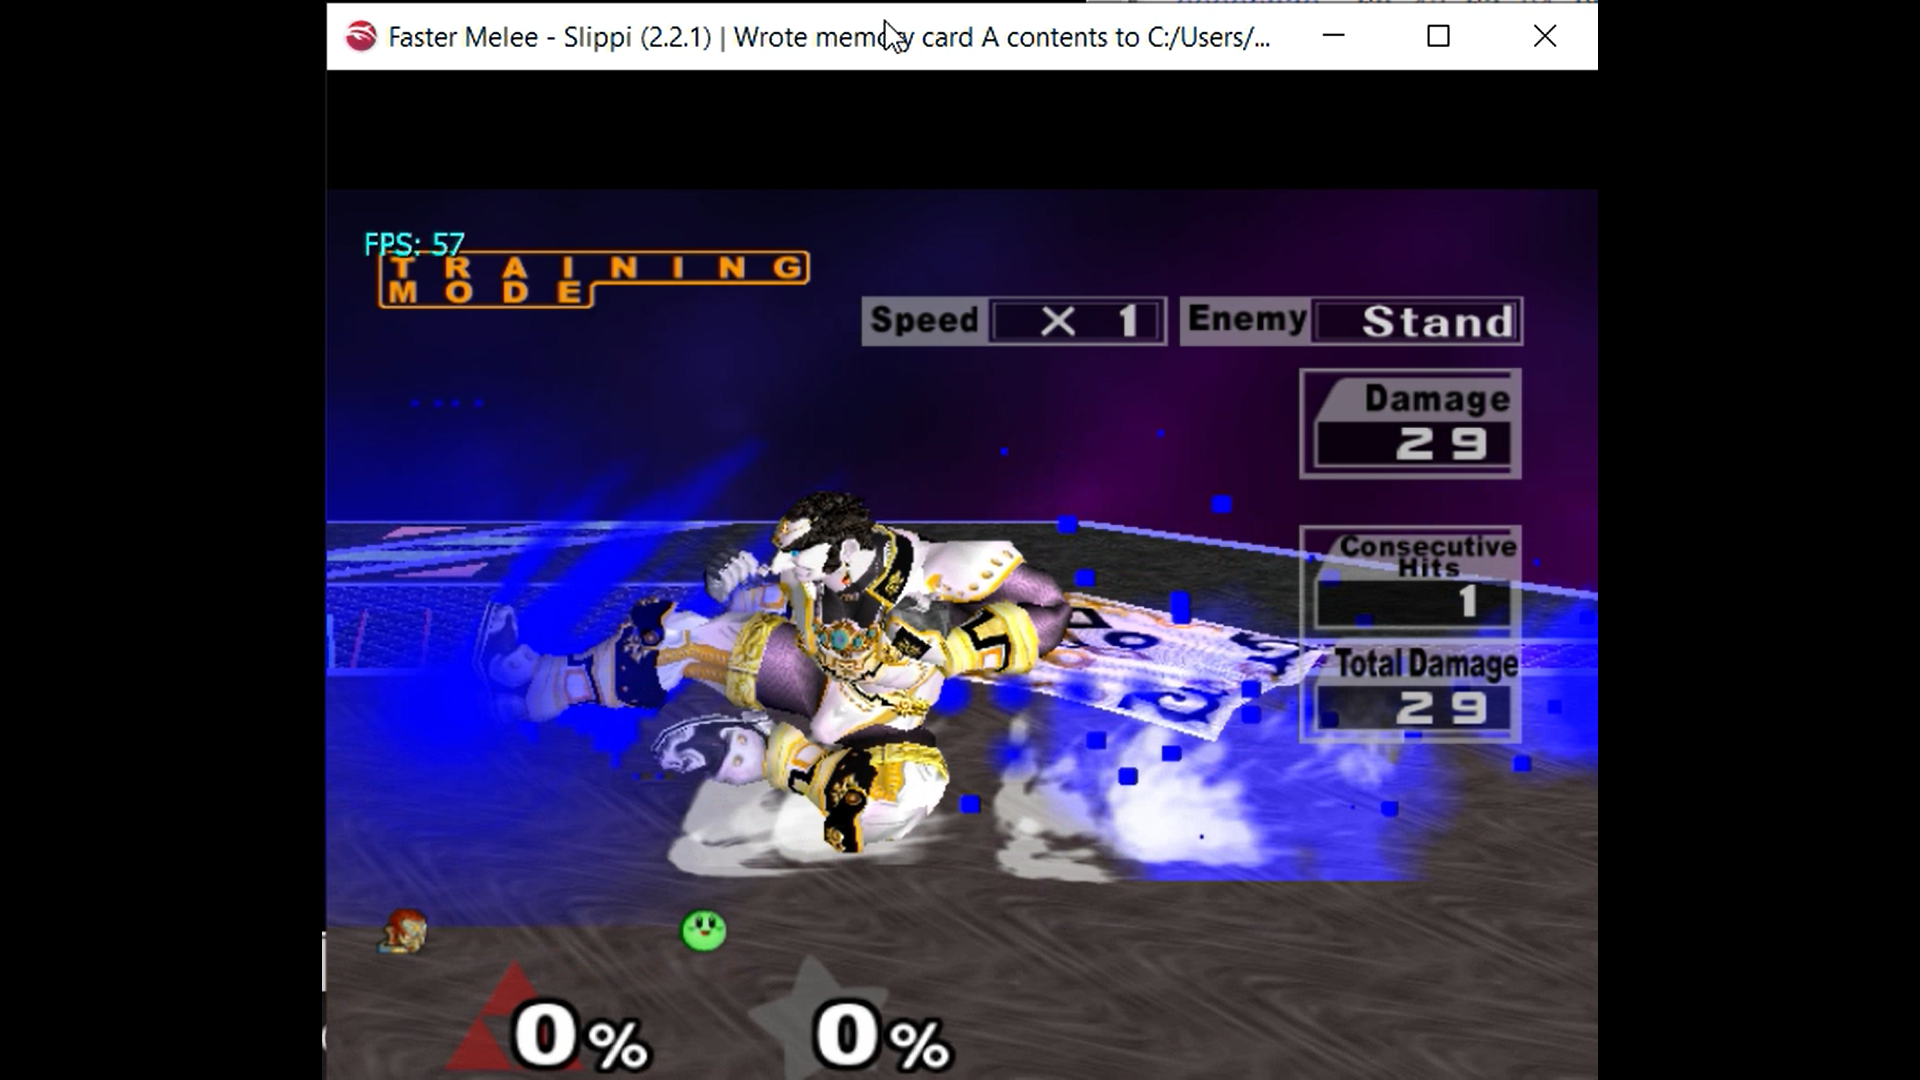 Faster Melee - Slippi (2.2.1) | Wrote memory card A contents to C:/Users/...
FPS: 57
TRAINING
MODE
Speed X 1 Enemy Stand
Damage
29
Consecutive
Hits
1
Total Damage
29
0% 0%